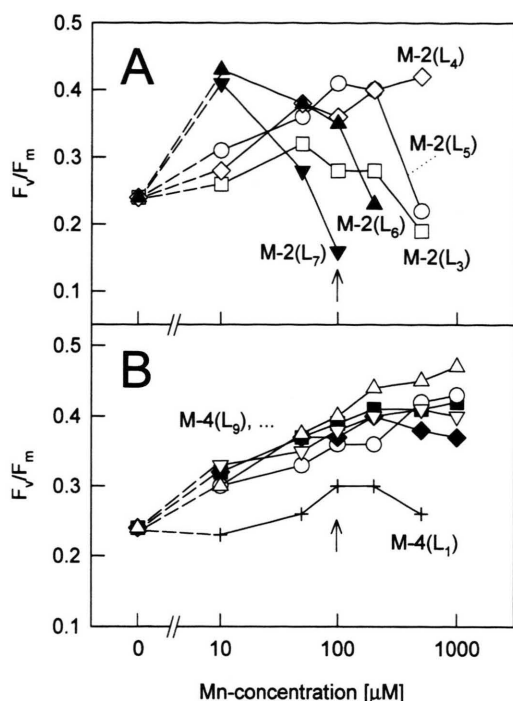 A
0.5
0.4
0.3
0.2
0.1
Fv/Fm
M-2(L4)
M-2(L5)
M-2(L6)
M-2(L7)
M-2(L3)
B
0.5
0.4
0.3
0.2
0.1
Fv/Fm
M-4(L9), ...
M-4(L1)
0 10 100 1000
Mn-concentration [µM]